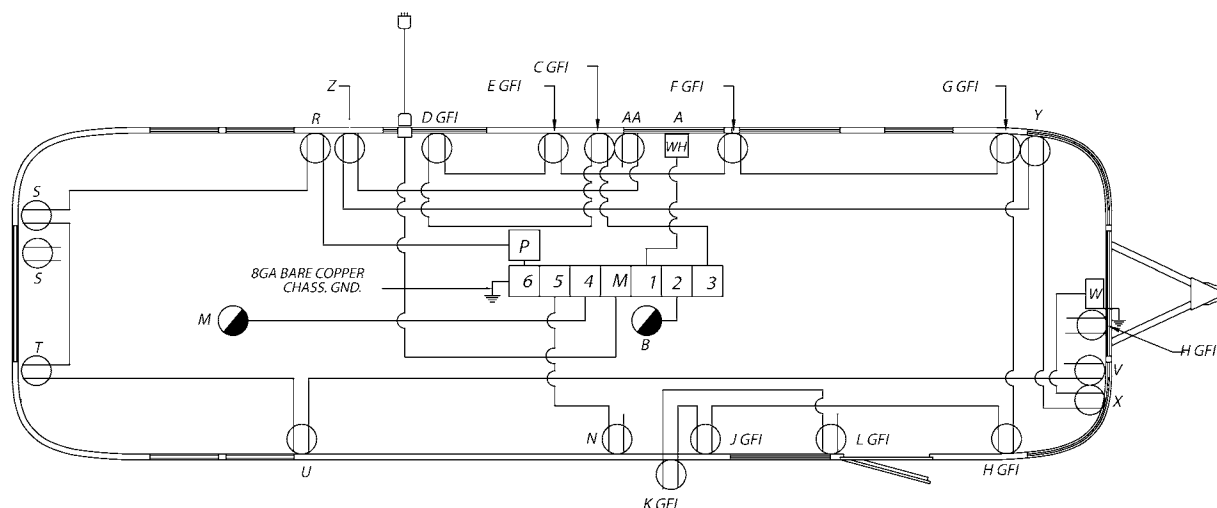 C GFI
Z
E GFI
F GFI
G GFI
R
D GFI
AA
A
Y
WH
S
S
P
8GA BARE COPPER
CHASS. GND.
6 5 4 M 1 2 3
W
M
B
T
H GFI
V
X
N
J GFI
L GFI
U
H GFI
K GFI